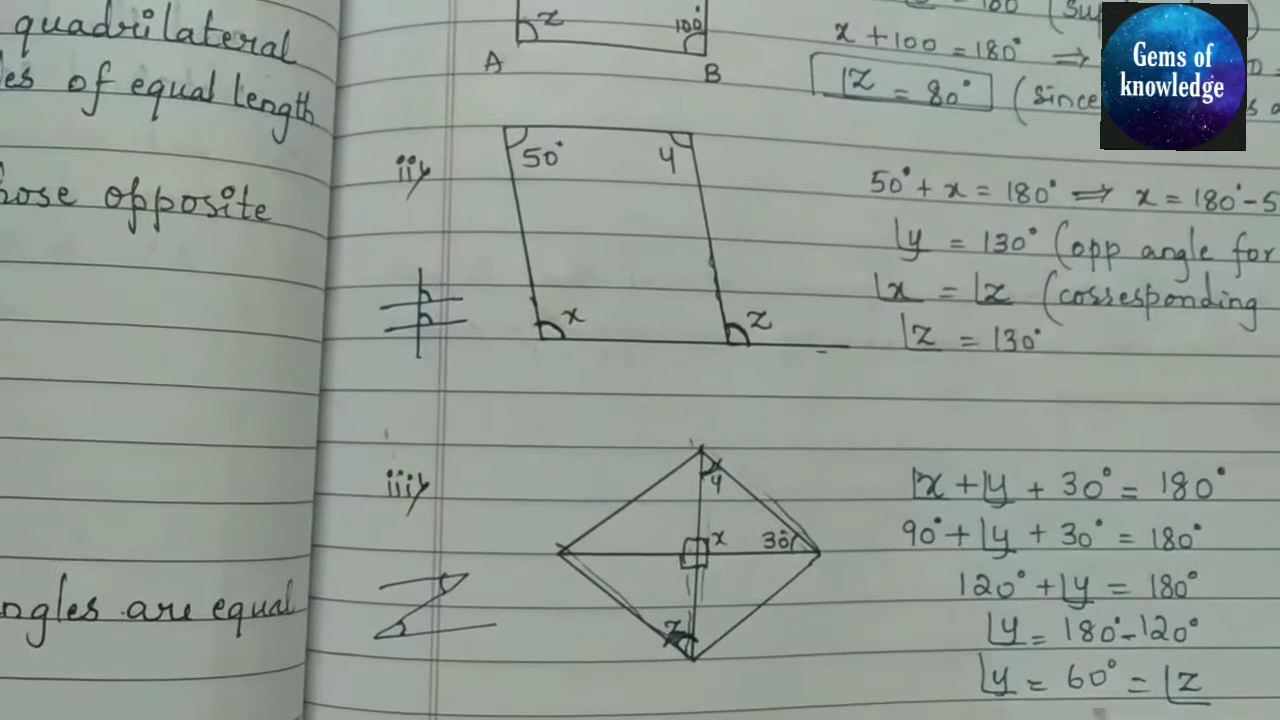 quadrilateral
les of equal length
hose opposite
ngles are equal
z
100°
A
B
x + 100 = 180° ⇒
∠z = 80° (since
Gems of
knowledge
ii)
50°
y
x
z
50° + x = 180° ⇒ x = 180° - 5
∠y = 130° (opp angle for
∠x = ∠z (cossesponding
∠z = 130°
iii)
y
x
30°
z
∠x + ∠y + 30° = 180°
90° + ∠y + 30° = 180°
120° + ∠y = 180°
∠y = 180° - 120°
∠y = 60° = ∠z